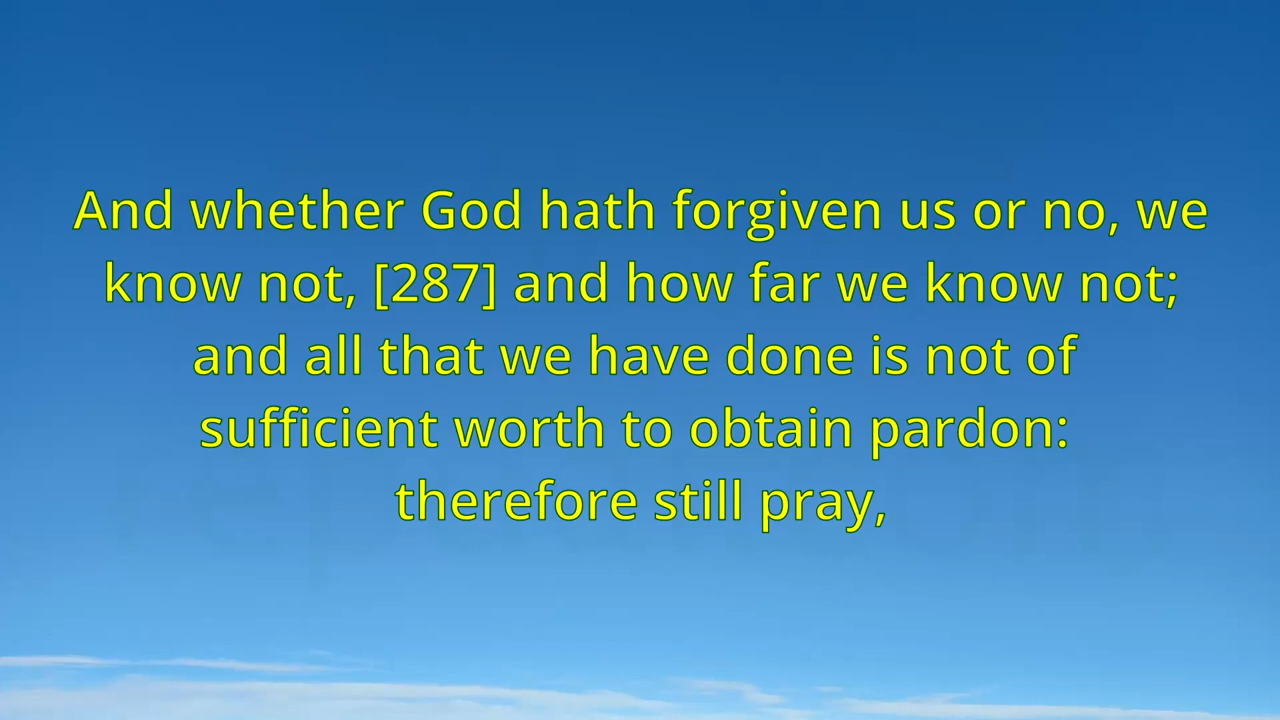 And whether God hath forgiven us or no, we
know not, [287] and how far we know not;
and all that we have done is not of
sufficient worth to obtain pardon:
therefore still pray,